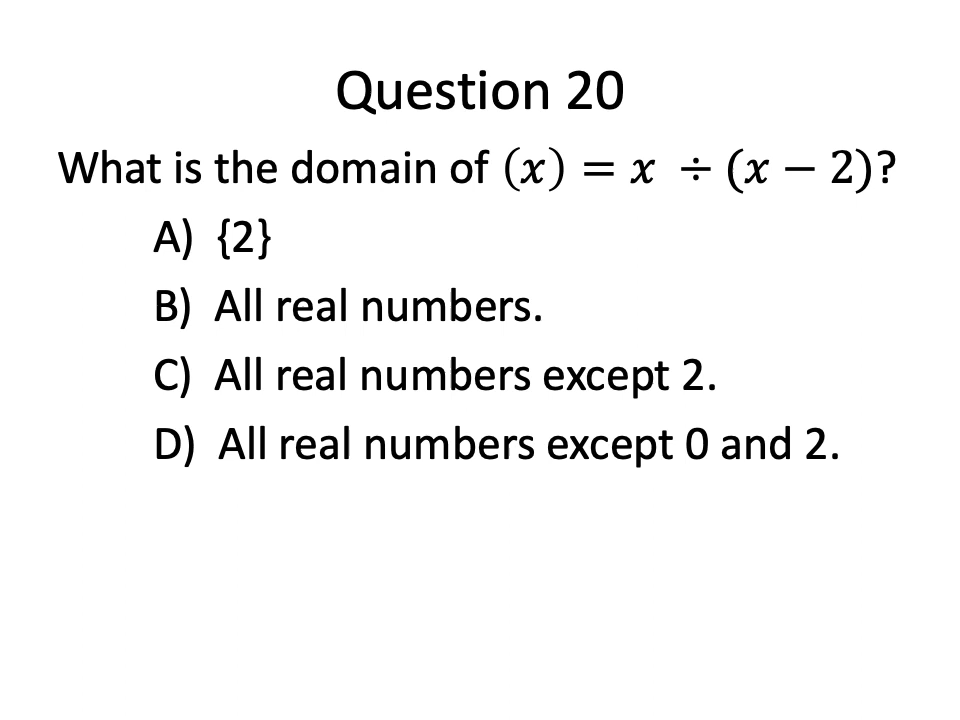 Question 20
What is the domain of (x) = x ÷ (x − 2)?
A) {2}
B) All real numbers.
C) All real numbers except 2.
D) All real numbers except 0 and 2.